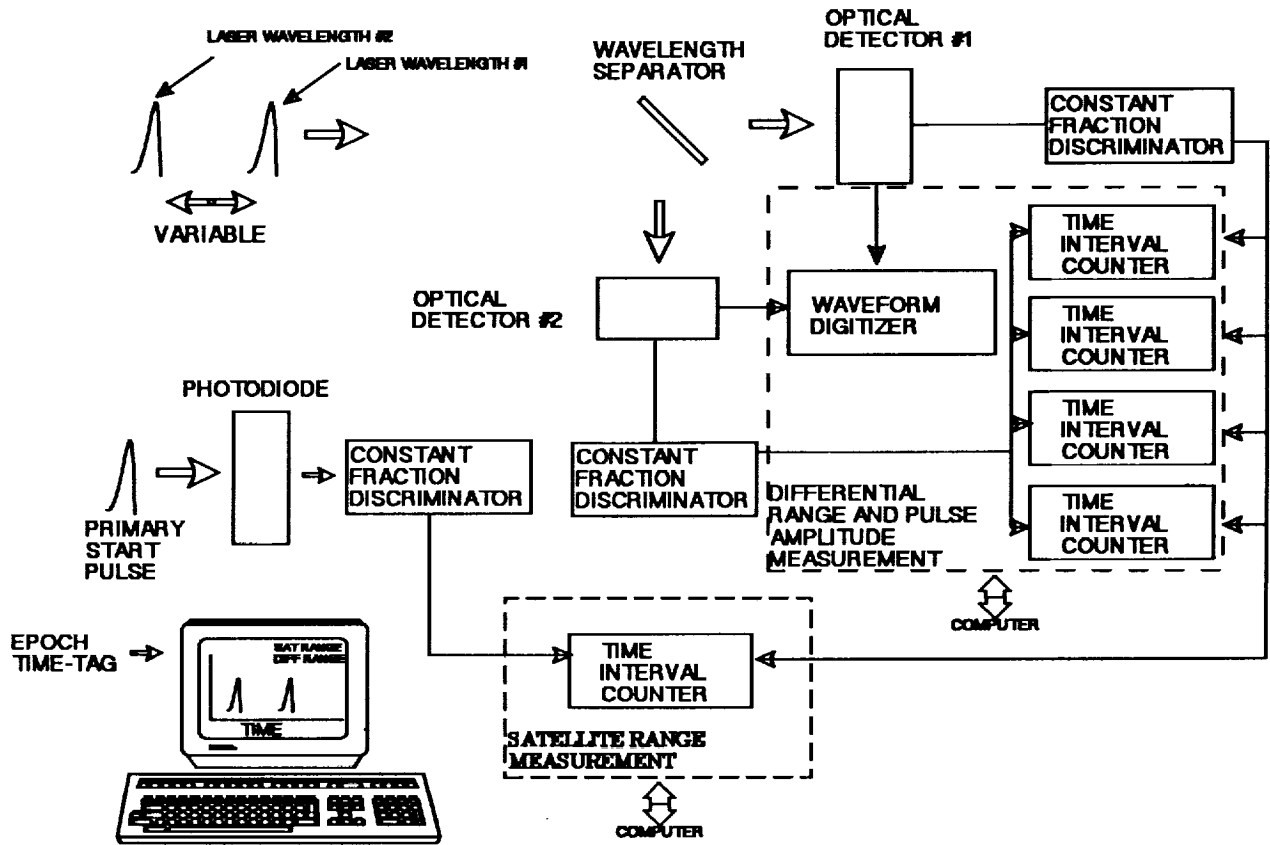 LASER WAVELENGTH #2
LASER WAVELENGTH #1
VARIABLE
WAVELENGTH
SEPARATOR
OPTICAL
DETECTOR #1
CONSTANT
FRACTION
DISCRIMINATOR
TIME
INTERVAL
COUNTER
TIME
INTERVAL
COUNTER
TIME
INTERVAL
COUNTER
TIME
INTERVAL
COUNTER
OPTICAL
DETECTOR #2
WAVEFORM
DIGITIZER
PHOTODIODE
PRIMARY
START
PULSE
CONSTANT
FRACTION
DISCRIMINATOR
CONSTANT
FRACTION
DISCRIMINATOR
DIFFERENTIAL
RANGE AND PULSE
AMPLITUDE
MEASUREMENT
COMPUTER
EPOCH
TIME-TAG
SAT RANGE
DIFF RANGE
TIME
TIME
INTERVAL
COUNTER
SATELLITE RANGE
MEASUREMENT
COMPUTER